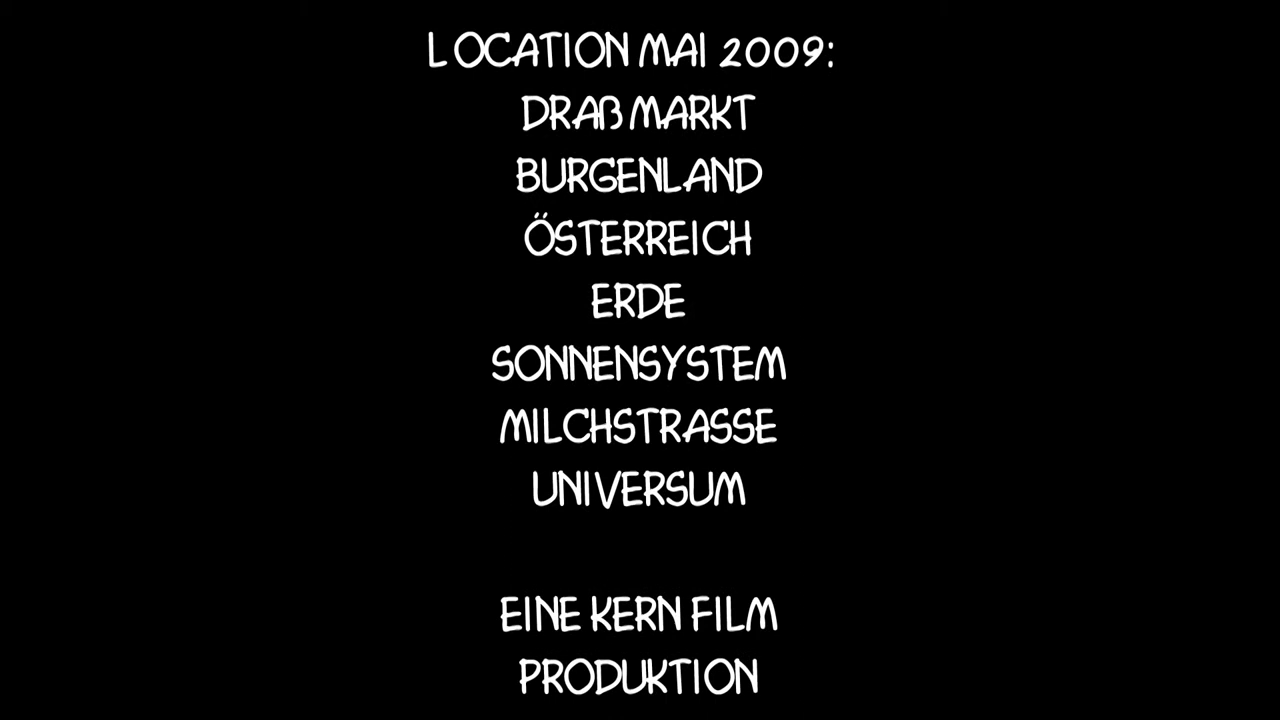 LOCATION MAI 2009:
DRAßMARKT
BURGENLAND
ÖSTERREICH
ERDE
SONNENSYSTEM
MILCHSTRASSE
UNIVERSUM
EINE KERN FILM
PRODUKTION